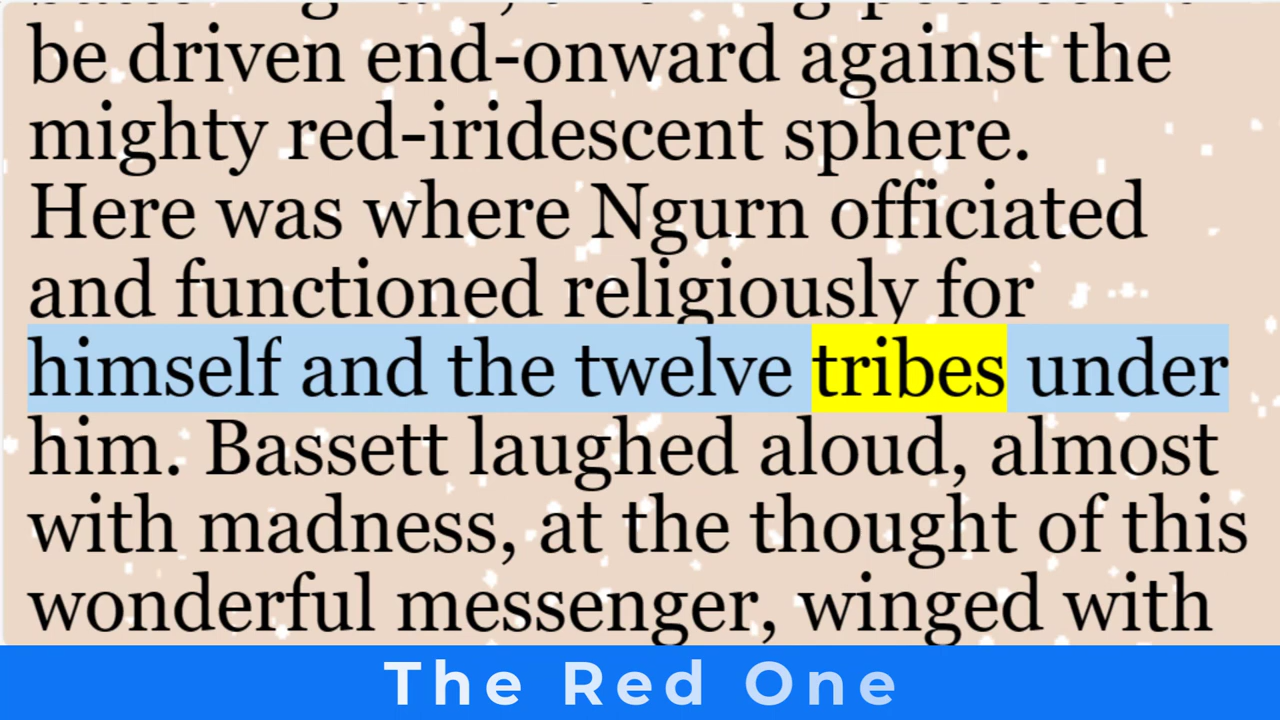 be driven end-onward against the
mighty red-iridescent sphere.
Here was where Ngurn officiated
and functioned religiously for
himself and the twelve tribes under
him. Bassett laughed aloud, almost
with madness, at the thought of this
wonderful messenger, winged with
The Red One